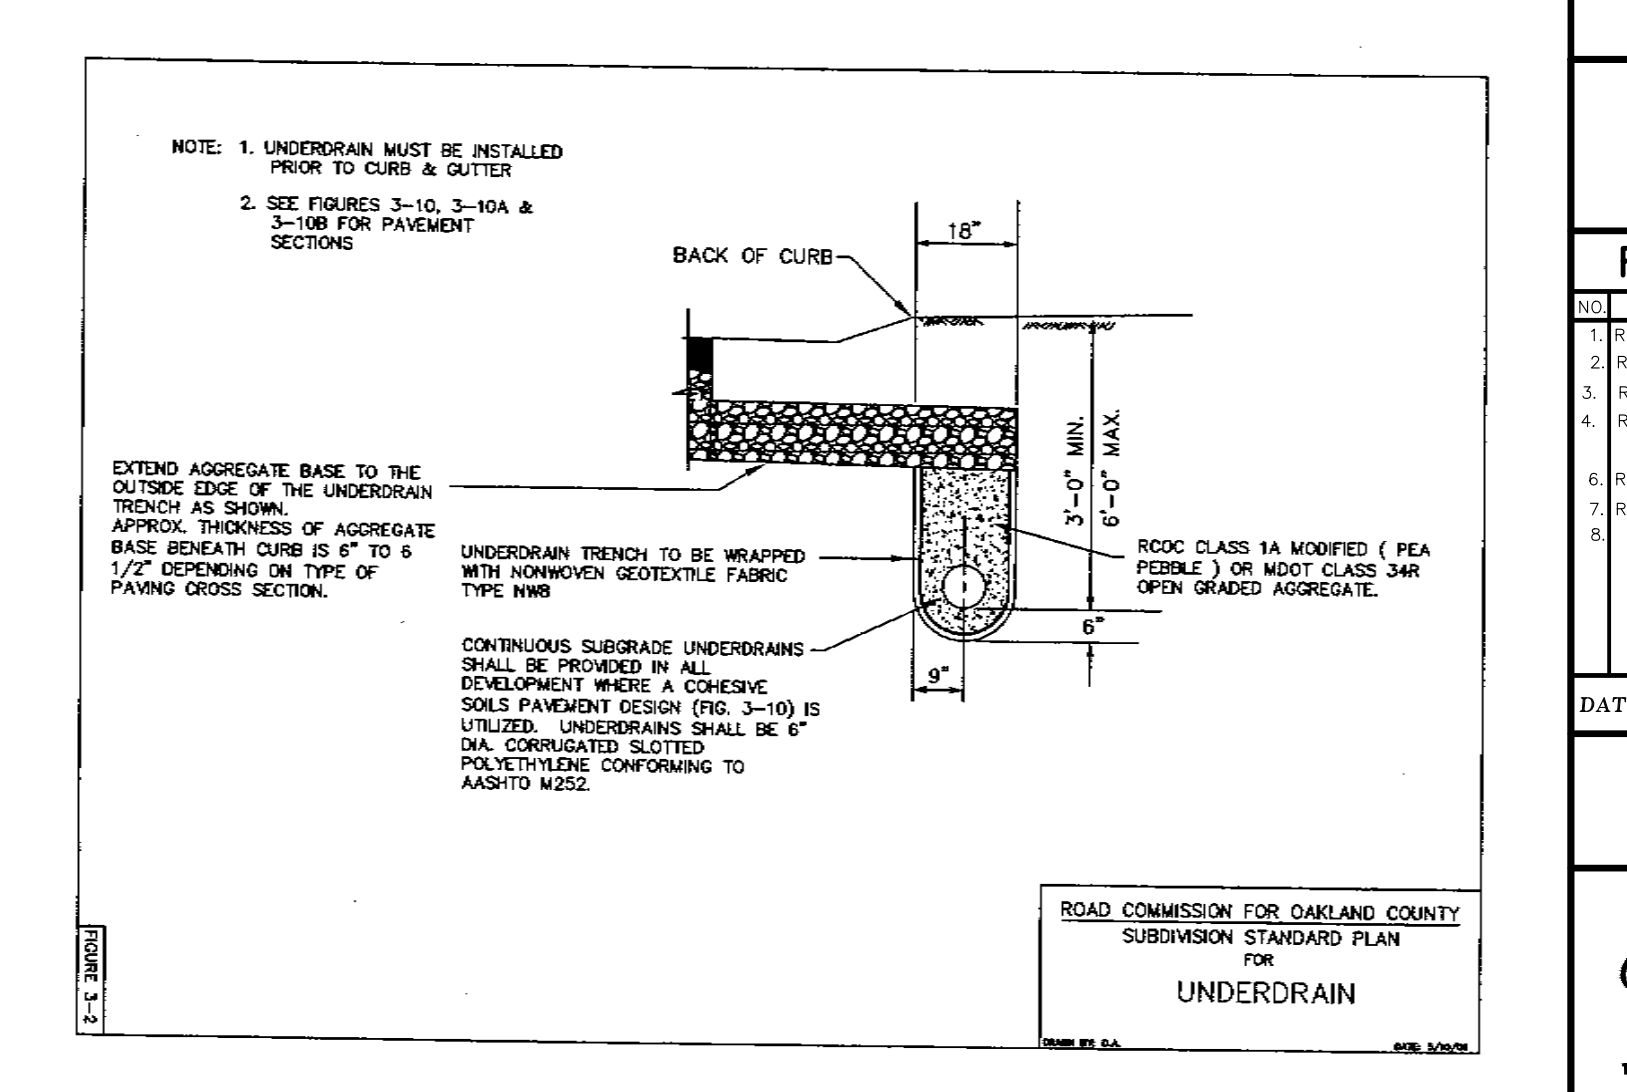 NOTE: 1. UNDERDRAIN MUST BE INSTALLED
PRIOR TO CURB & GUTTER
2. SEE FIGURES 3-10, 3-10A &
3-10B FOR PAVEMENT
SECTIONS
18"
BACK OF CURB
3'-0" MIN.
6'-0" MAX.
EXTEND AGGREGATE BASE TO THE
OUTSIDE EDGE OF THE UNDERDRAIN
TRENCH AS SHOWN.
APPROX. THICKNESS OF AGGREGATE
BASE BENEATH CURB IS 6" TO 6
1/2" DEPENDING ON TYPE OF
PAVING CROSS SECTION.
UNDERDRAIN TRENCH TO BE WRAPPED
WITH NONWOVEN GEOTEXTILE FABRIC
TYPE NW8
RCOC CLASS 1A MODIFIED ( PEA
PEBBLE ) OR MDOT CLASS 34R
OPEN GRADED AGGREGATE.
6"
9"
CONTINUOUS SUBGRADE UNDERDRAINS
SHALL BE PROVIDED IN ALL
DEVELOPMENT WHERE A COHESIVE
SOILS PAVEMENT DESIGN (FIG. 3-10) IS
UTILIZED. UNDERDRAINS SHALL BE 6"
DIA. CORRUGATED SLOTTED
POLYETHYLENE CONFORMING TO
AASHTO M252.
ROAD COMMISSION FOR OAKLAND COUNTY
SUBDIVISION STANDARD PLAN
FOR
UNDERDRAIN
DRAWN BY:
DATE:
FIGURE 3-2
NO.
1. R
2. R
3. R
4. R
6. R
7. R
8.
DAT